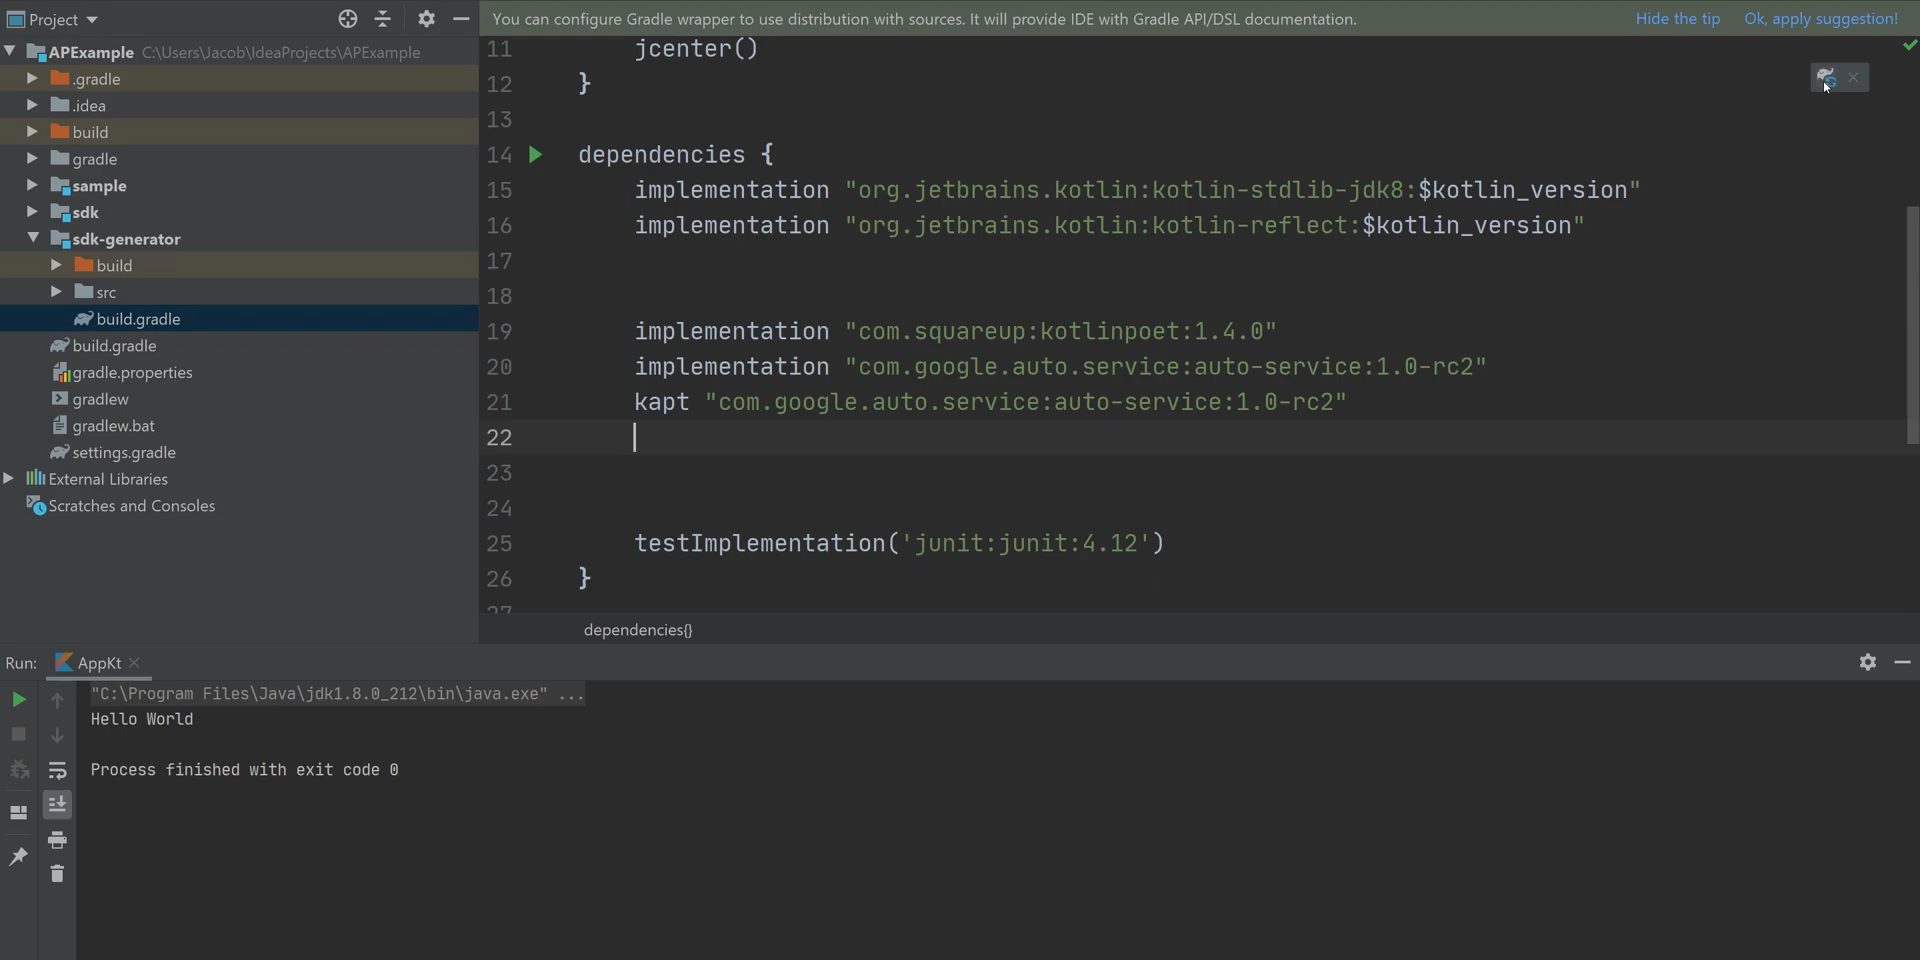 Project
You can configure Gradle wrapper to use distribution with sources. It will provide IDE with Gradle API/DSL documentation.
Hide the tip
Ok, apply suggestion!
APExample C:\Users\Jacob\IdeaProjects\APExample
.gradle
.idea
build
gradle
sample
sdk
sdk-generator
build
src
build.gradle
build.gradle
gradle.properties
gradlew
gradlew.bat
settings.gradle
External Libraries
Scratches and Consoles
11 jcenter()
12 }
13
14 dependencies {
15 implementation "org.jetbrains.kotlin:kotlin-stdlib-jdk8:$kotlin_version"
16 implementation "org.jetbrains.kotlin:kotlin-reflect:$kotlin_version"
17
18
19 implementation "com.squareup:kotlinpoet:1.4.0"
20 implementation "com.google.auto.service:auto-service:1.0-rc2"
21 kapt "com.google.auto.service:auto-service:1.0-rc2"
22
23
24
25 testImplementation('junit:junit:4.12')
26 }
27
dependencies{}
Run: AppKt
"C:\Program Files\Java\jdk1.8.0_212\bin\java.exe" ...
Hello World
Process finished with exit code 0